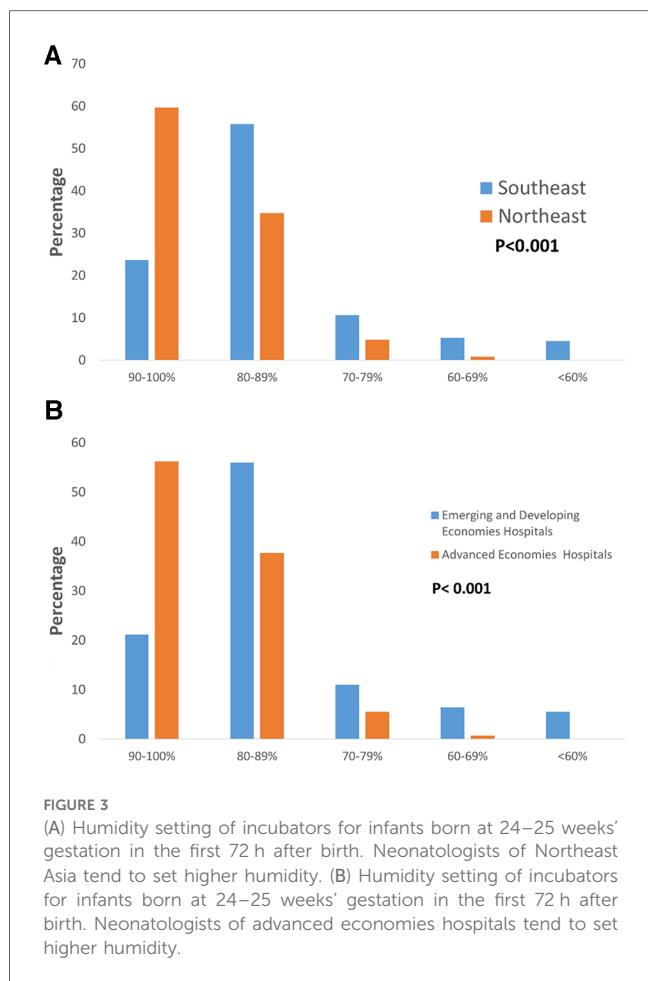 A
70
60
50
40
30
20
10
0
Percentage
Southeast
Northeast
P<0.001
90-100% 80-89% 70-79% 60-69% <60%
B
60
50
40
30
20
10
0
Percentage
Emerging and Developing
Economies Hospitals
Advanced Economies Hospitals
P< 0.001
90-100% 80-89% 70-79% 60-69% <60%
FIGURE 3
(A) Humidity setting of incubators for infants born at 24–25 weeks’
gestation in the first 72 h after birth. Neonatologists of Northeast
Asia tend to set higher humidity. (B) Humidity setting of incubators
for infants born at 24–25 weeks’ gestation in the first 72 h after
birth. Neonatologists of advanced economies hospitals tend to set
higher humidity.